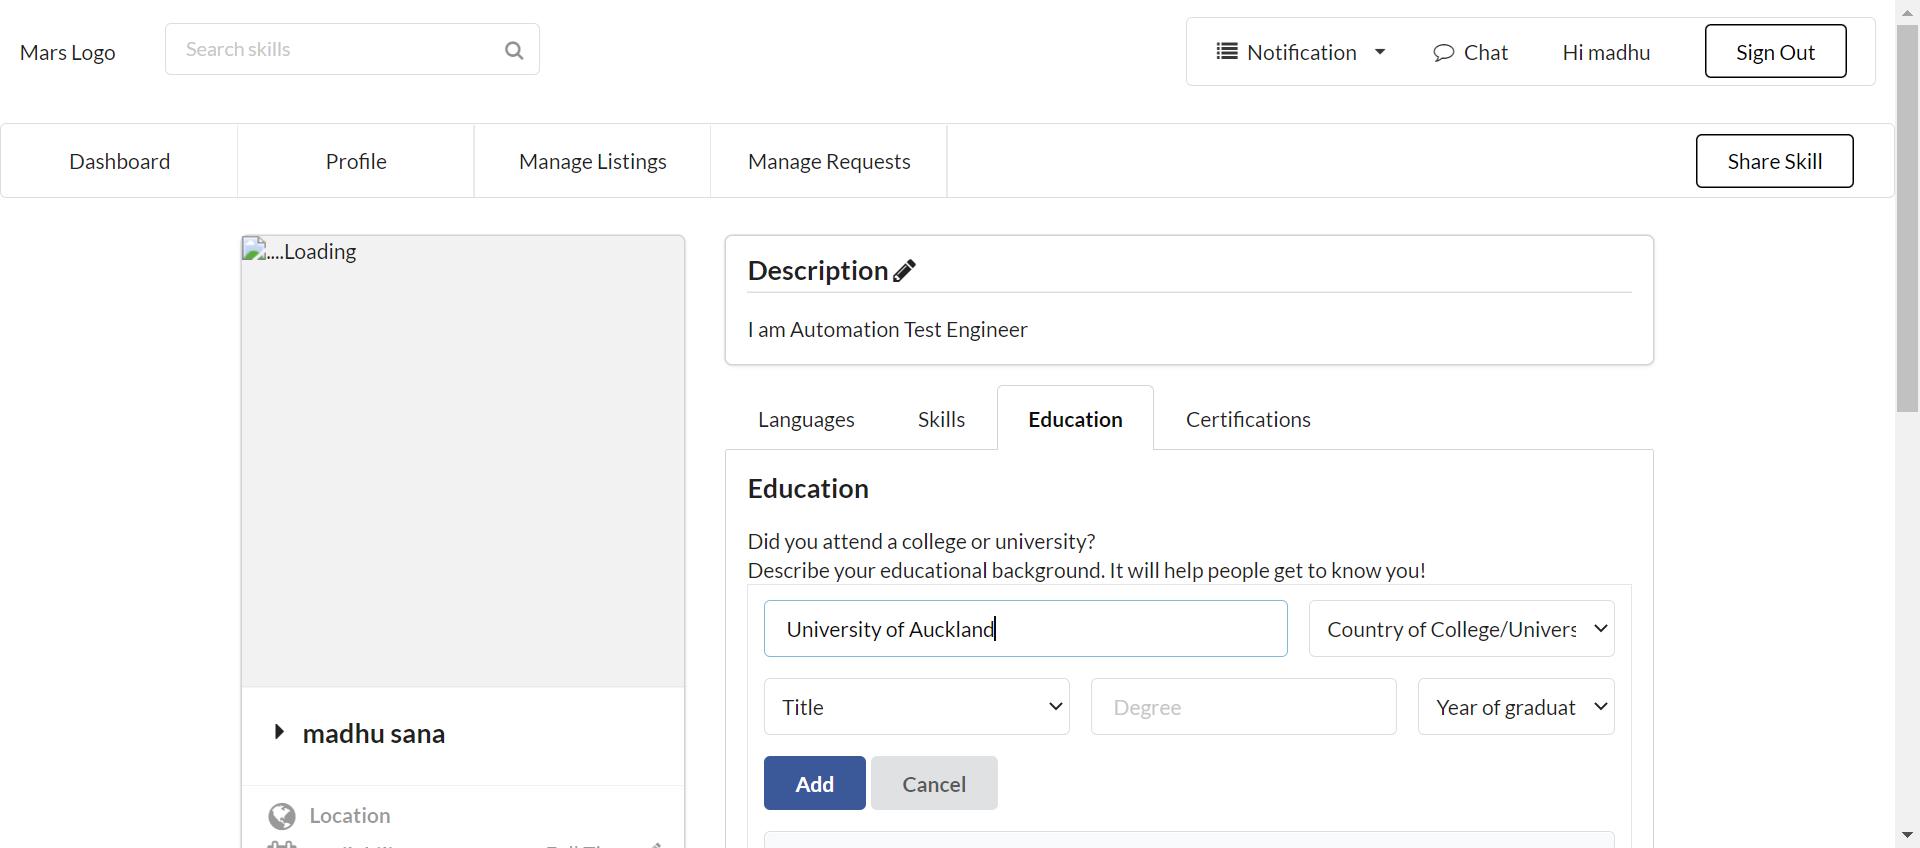 Mars Logo
Search skills
Notification
Chat
Hi madhu
Sign Out
Dashboard
Profile
Manage Listings
Manage Requests
Share Skill
....Loading
Description
I am Automation Test Engineer
Languages
Skills
Education
Certifications
Education
Did you attend a college or university?
Describe your educational background. It will help people get to know you!
University of Auckland
Country of College/Univers
Title
Degree
Year of graduat
Add
Cancel
madhu sana
Location